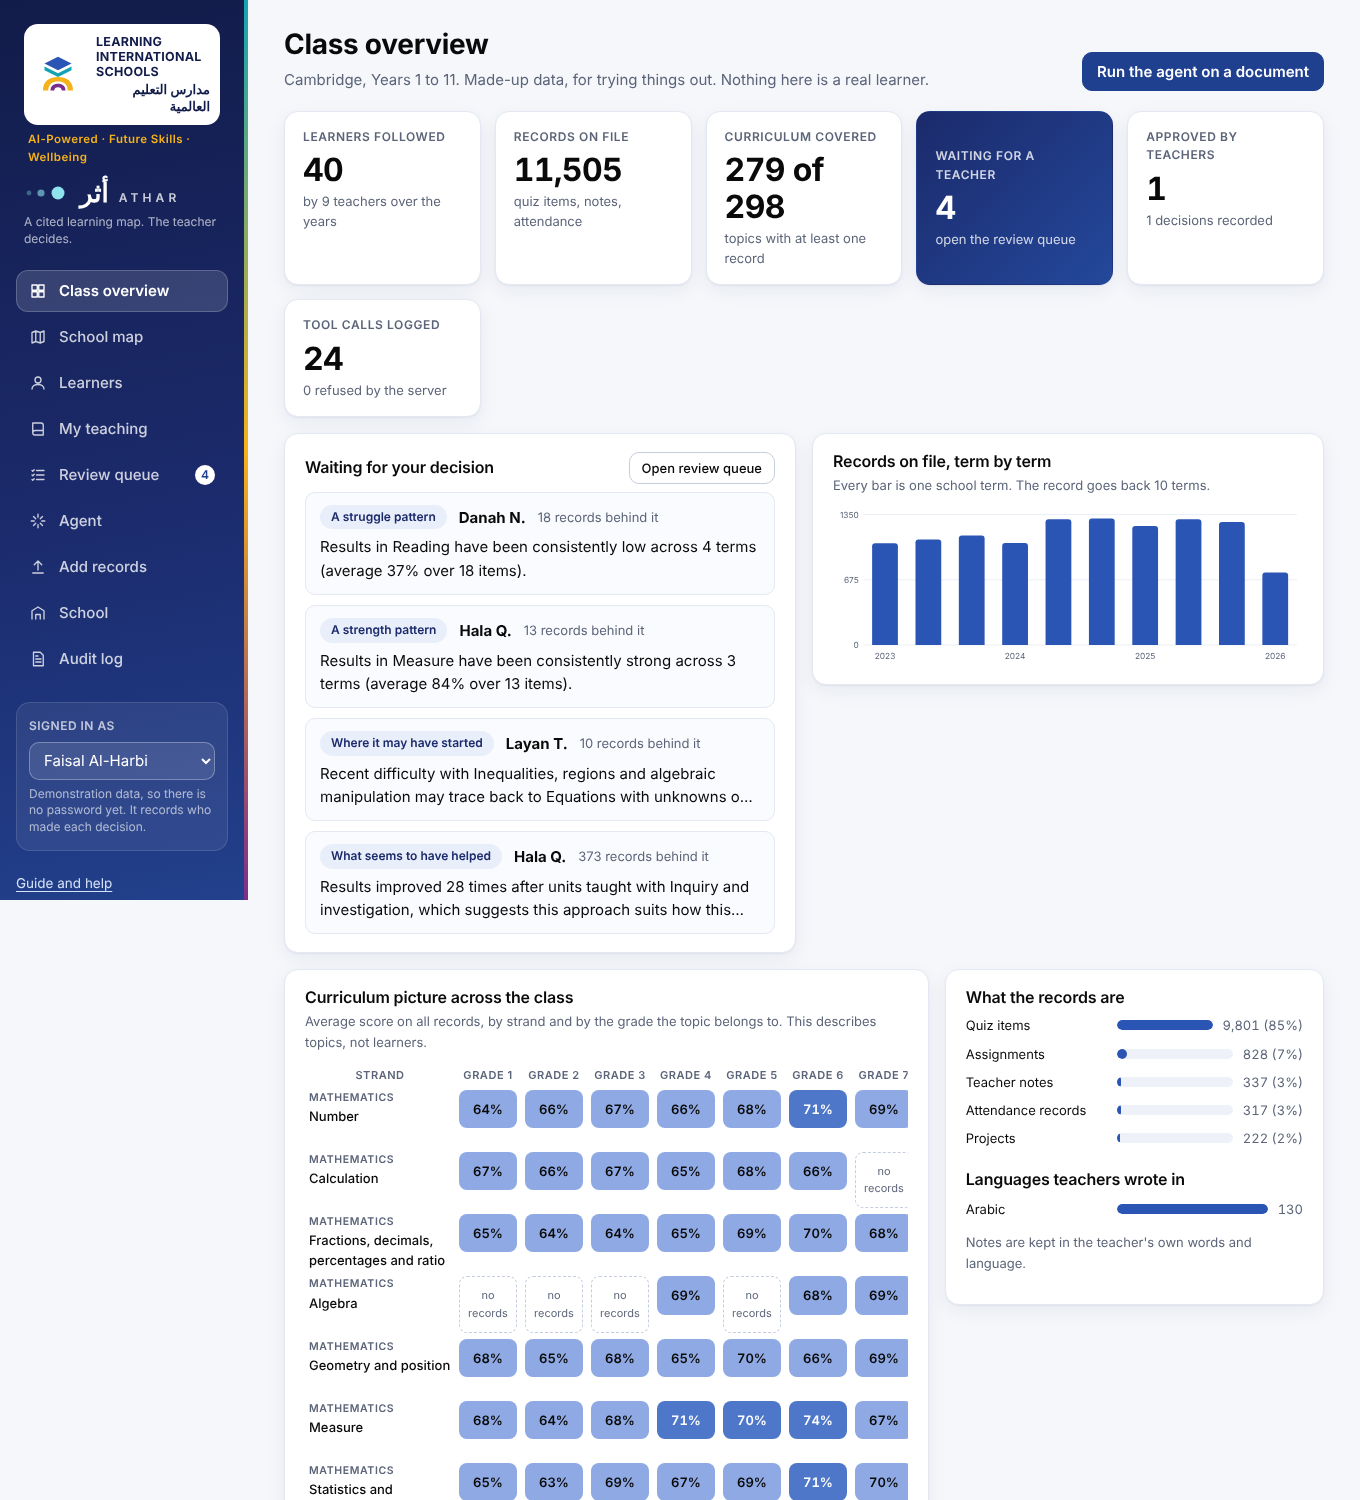 LEARNING
INTERNATIONAL
SCHOOLS
مدارس التعليم
العالمية
AI-Powered · Future Skills ·
Wellbeing
أثر ATHAR
A cited learning map. The teacher
decides.
Class overview
School map
Learners
My teaching
Review queue 4
Agent
Add records
School
Audit log
SIGNED IN AS
Faisal Al-Harbi
Demonstration data, so there is
no password yet. It records who
made each decision.
Guide and help
Class overview
Cambridge, Years 1 to 11. Made-up data, for trying things out. Nothing here is a real learner.
Run the agent on a document
LEARNERS FOLLOWED
40
by 9 teachers over the
years
RECORDS ON FILE
11,505
quiz items, notes,
attendance
CURRICULUM COVERED
279 of
298
topics with at least one
record
WAITING FOR A
TEACHER
4
open the review queue
APPROVED BY
TEACHERS
1
1 decisions recorded
TOOL CALLS LOGGED
24
0 refused by the server
Waiting for your decision
Open review queue
A struggle pattern Danah N. 18 records behind it
Results in Reading have been consistently low across 4 terms
(average 37% over 18 items).
A strength pattern Hala Q. 13 records behind it
Results in Measure have been consistently strong across 3
terms (average 84% over 13 items).
Where it may have started Layan T. 10 records behind it
Recent difficulty with Inequalities, regions and algebraic
manipulation may trace back to Equations with unknowns o...
What seems to have helped Hala Q. 373 records behind it
Results improved 28 times after units taught with Inquiry and
investigation, which suggests this approach suits how this...
Records on file, term by term
Every bar is one school term. The record goes back 10 terms.
1350
675
0
2023 2024 2025 2026
Curriculum picture across the class
Average score on all records, by strand and by the grade the topic belongs to. This describes
topics, not learners.
STRAND GRADE 1 GRADE 2 GRADE 3 GRADE 4 GRADE 5 GRADE 6 GRADE 7
MATHEMATICS
Number 64% 66% 67% 66% 68% 71% 69%
MATHEMATICS
Calculation 67% 66% 67% 65% 68% 66% no records
MATHEMATICS
Fractions, decimals,
percentages and ratio 65% 64% 64% 65% 69% 70% 68%
MATHEMATICS
Algebra no records no records no records 69% no records 68% 69%
MATHEMATICS
Geometry and position 68% 65% 68% 65% 70% 66% 69%
MATHEMATICS
Measure 68% 64% 68% 71% 70% 74% 67%
MATHEMATICS
Statistics and 65% 63% 69% 67% 69% 71% 70%
What the records are
Quiz items 9,801 (85%)
Assignments 828 (7%)
Teacher notes 337 (3%)
Attendance records 317 (3%)
Projects 222 (2%)
Languages teachers wrote in
Arabic 130
Notes are kept in the teacher's own words and
language.